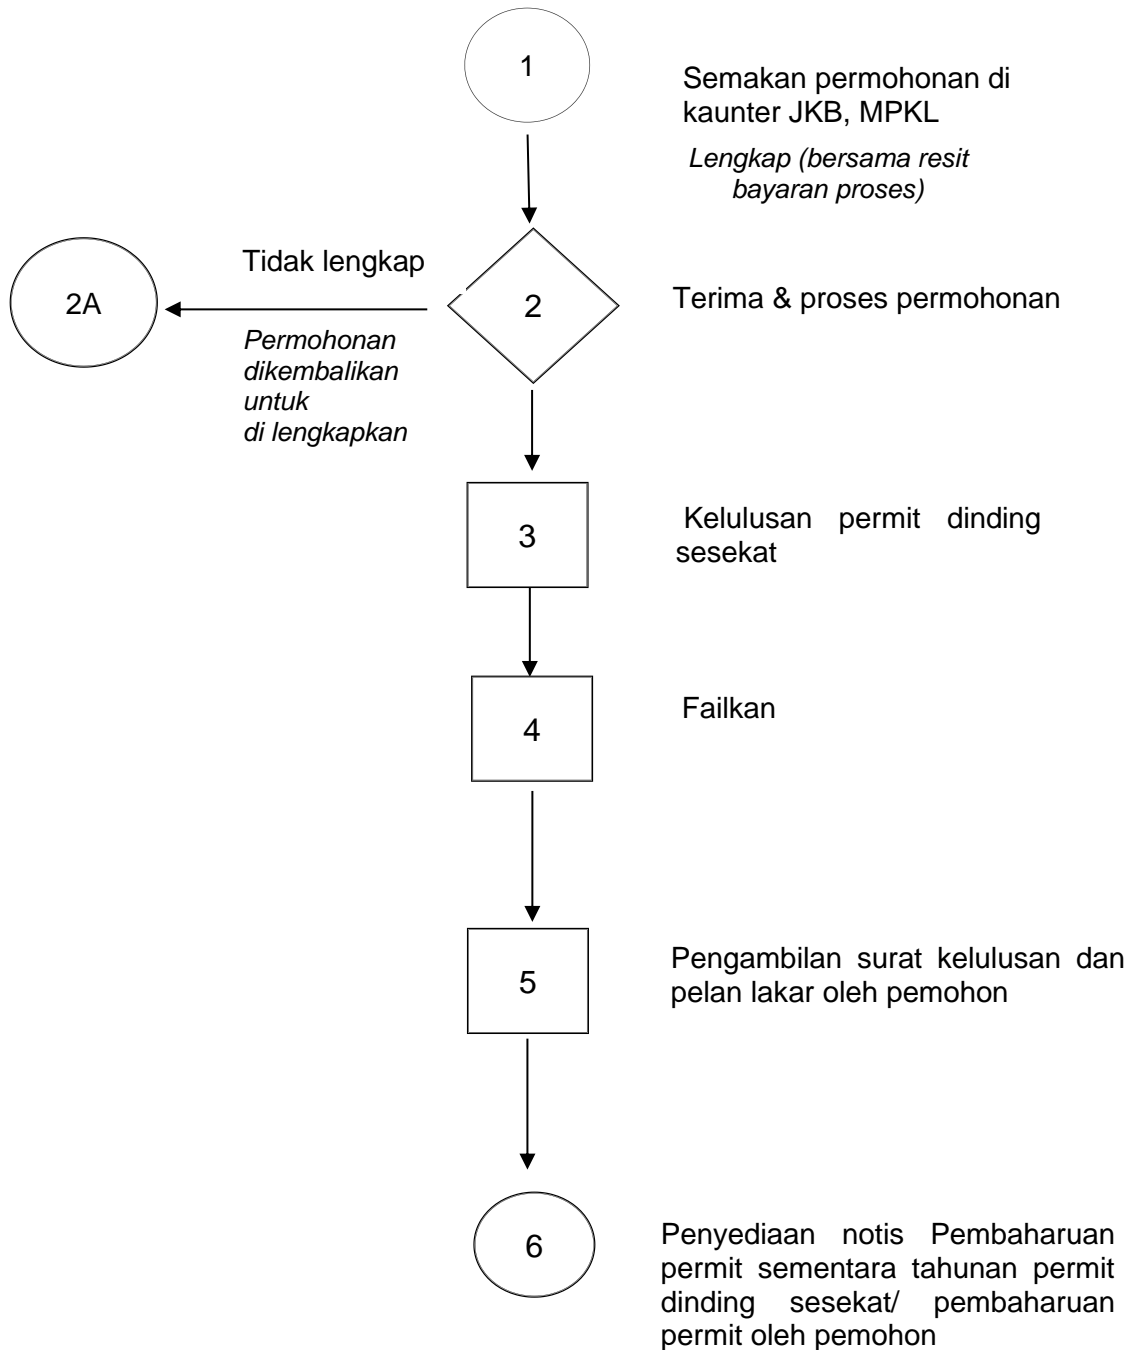 1
Semakan permohonan di
kaunter JKB, MPKL
Lengkap (bersama resit
bayaran proses)
Tidak lengkap
2A
2
Terima & proses permohonan
Permohonan
dikembalikan
untuk
di lengkapkan
3
Kelulusan permit dinding
sesekat
4
Failkan
5
Pengambilan surat kelulusan dan
pelan lakar oleh pemohon
6
Penyediaan notis Pembaharuan
permit sementara tahunan permit
dinding sesekat/ pembaharuan
permit oleh pemohon